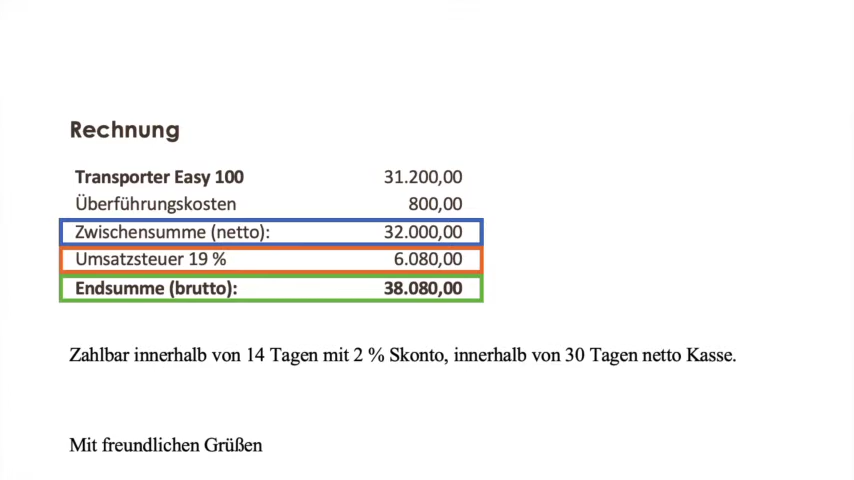 Rechnung
Transporter Easy 100 31.200,00
Überführungskosten 800,00
Zwischensumme (netto): 32.000,00
Umsatzsteuer 19 % 6.080,00
Endsumme (brutto): 38.080,00
Zahlbar innerhalb von 14 Tagen mit 2 % Skonto, innerhalb von 30 Tagen netto Kasse.
Mit freundlichen Grüßen